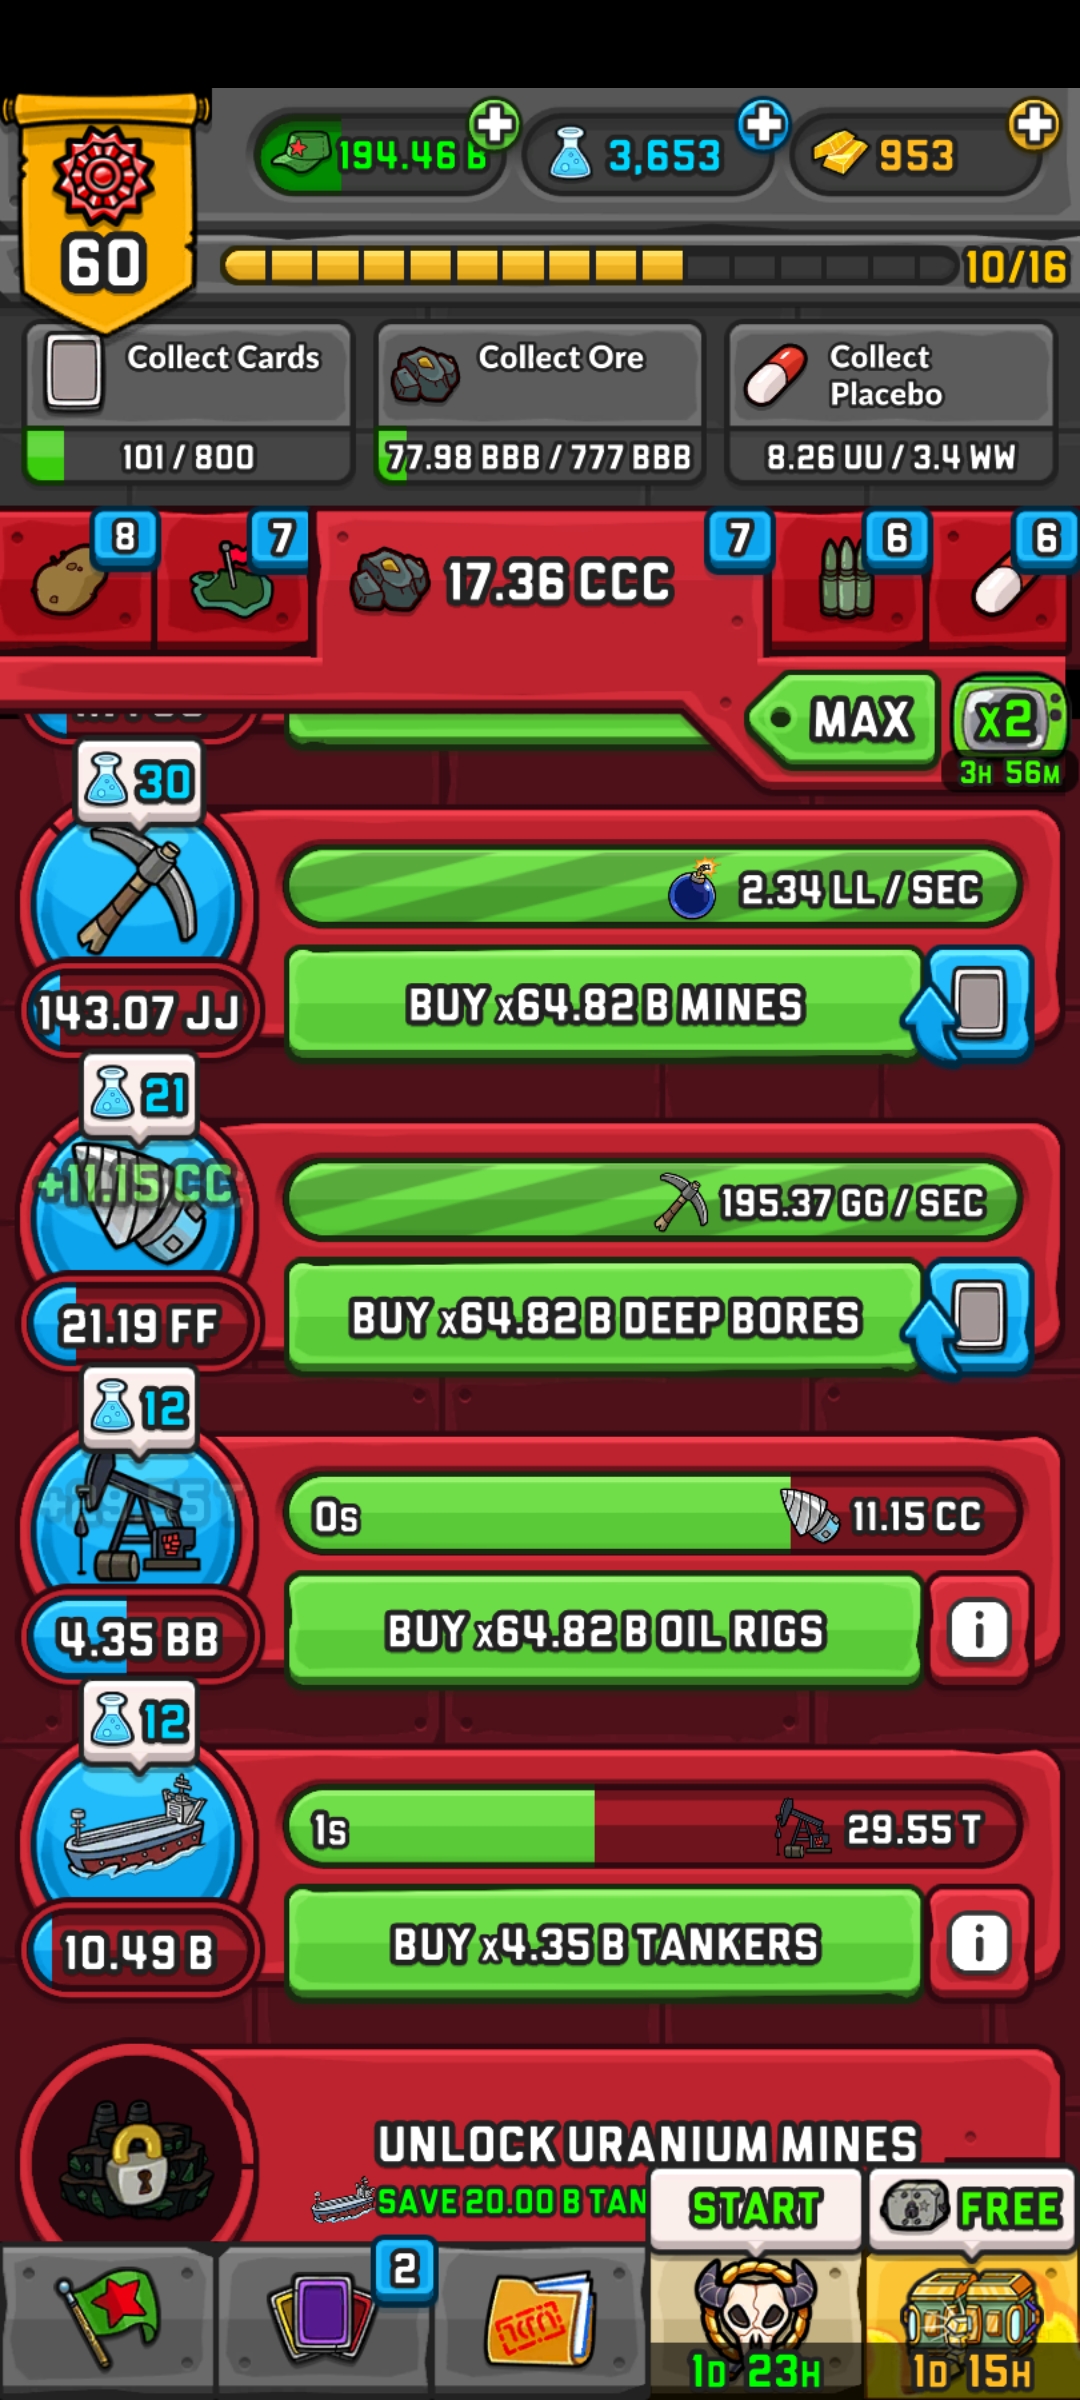 60
194.46 B
3,653
953
10/16
Collect Cards
101 / 800
Collect Ore
77.98 BBB / 777 BBB
Collect
Placebo
8.26 UU / 3.4 WW
8
7
17.36 CCC
7
6
6
MAX
x2
3H 56M
30
2.34 LL / SEC
143.07 JJ
BUY x64.82 B MINES
21
+11.15 CC
195.37 GG / SEC
21.19 FF
BUY x64.82 B DEEP BORES
12
0s
11.15 CC
4.35 BB
BUY x64.82 B OIL RIGS
i
12
1s
29.55 T
10.49 B
BUY x4.35 B TANKERS
i
UNLOCK URANIUM MINES
SAVE 20.00 B TAN
START
FREE
2
1D 23H
1D 15H